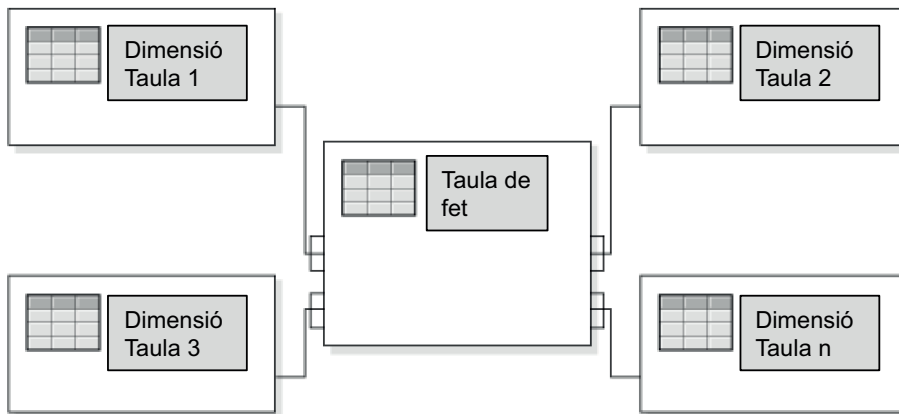 Dimensió
Taula 1
Dimensió
Taula 2
Taula de
fet
Dimensió
Taula 3
Dimensió
Taula n